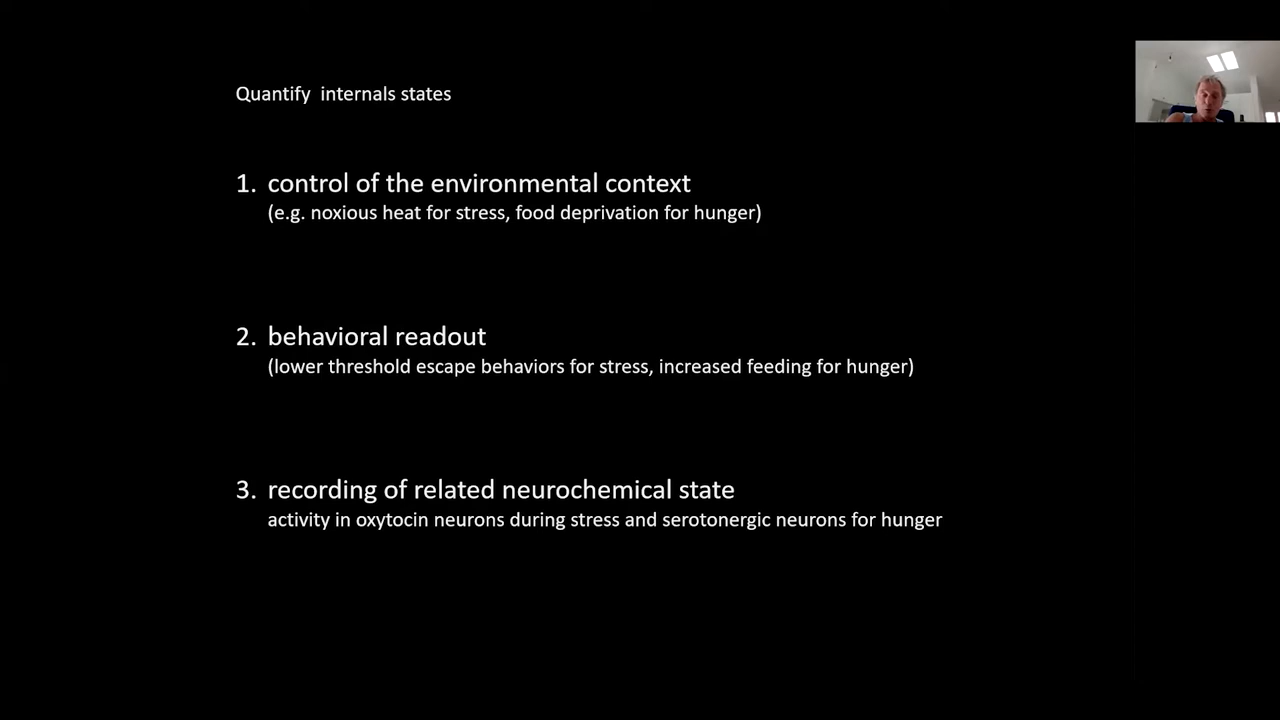 Quantify internals states
1. control of the environmental context
(e.g. noxious heat for stress, food deprivation for hunger)
2. behavioral readout
(lower threshold escape behaviors for stress, increased feeding for hunger)
3. recording of related neurochemical state
activity in oxytocin neurons during stress and serotonergic neurons for hunger